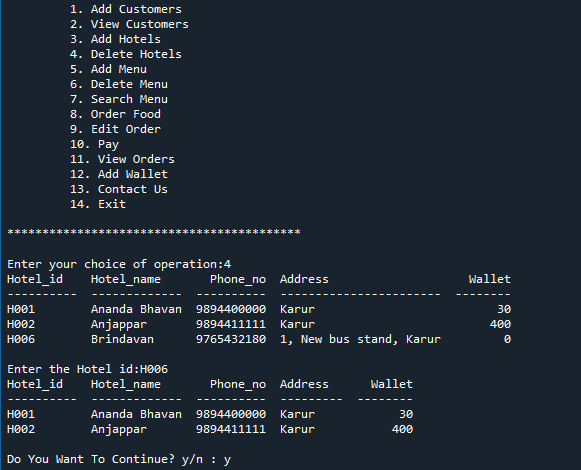 1. Add Customers
2. View Customers
3. Add Hotels
4. Delete Hotels
5. Add Menu
6. Delete Menu
7. Search Menu
8. Order Food
9. Edit Order
10. Pay
11. View Orders
12. Add Wallet
13. Contact Us
14. Exit
******************************************
Enter your choice of operation:4
Hotel_id    Hotel_name       Phone_no  Address                    Wallet
----------  -------------  ----------  -----------------------  --------
H001        Ananda Bhavan  9894400000  Karur                          30
H002        Anjappar       9894411111  Karur                         400
H006        Brindavan      9765432180  1, New bus stand, Karur         0
Enter the Hotel id:H006
Hotel_id    Hotel_name       Phone_no  Address      Wallet
----------  -------------  ----------  ---------  --------
H001        Ananda Bhavan  9894400000  Karur            30
H002        Anjappar       9894411111  Karur           400
Do You Want To Continue? y/n : y